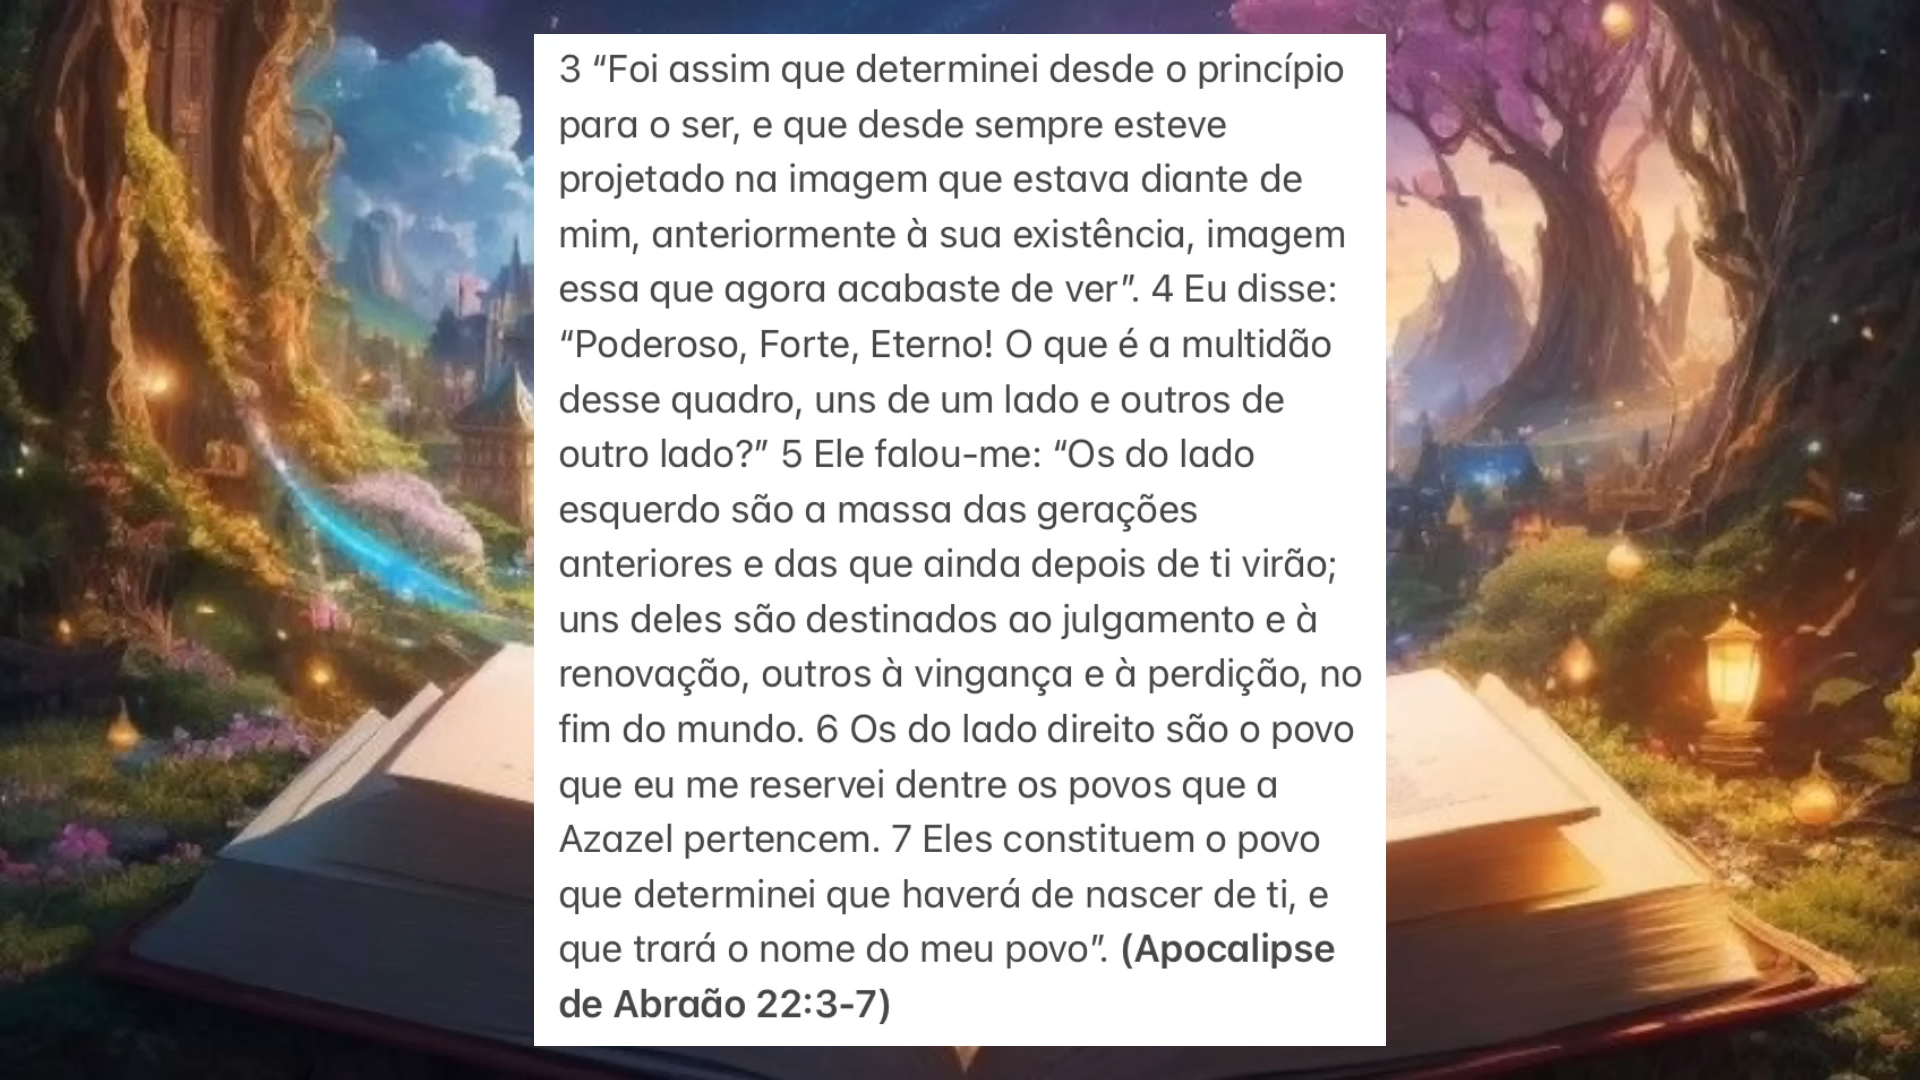 3 “Foi assim que determinei desde o princípio
para o ser, e que desde sempre esteve
projetado na imagem que estava diante de
mim, anteriormente à sua existência, imagem
essa que agora acabaste de ver”. 4 Eu disse:
“Poderoso, Forte, Eterno! O que é a multidão
desse quadro, uns de um lado e outros de
outro lado?” 5 Ele falou-me: “Os do lado
esquerdo são a massa das gerações
anteriores e das que ainda depois de ti virão;
uns deles são destinados ao julgamento e à
renovação, outros à vingança e à perdição, no
fim do mundo. 6 Os do lado direito são o povo
que eu me reservei dentre os povos que a
Azazel pertencem. 7 Eles constituem o povo
que determinei que haverá de nascer de ti, e
que trará o nome do meu povo”. (Apocalipse
de Abraão 22:3-7)